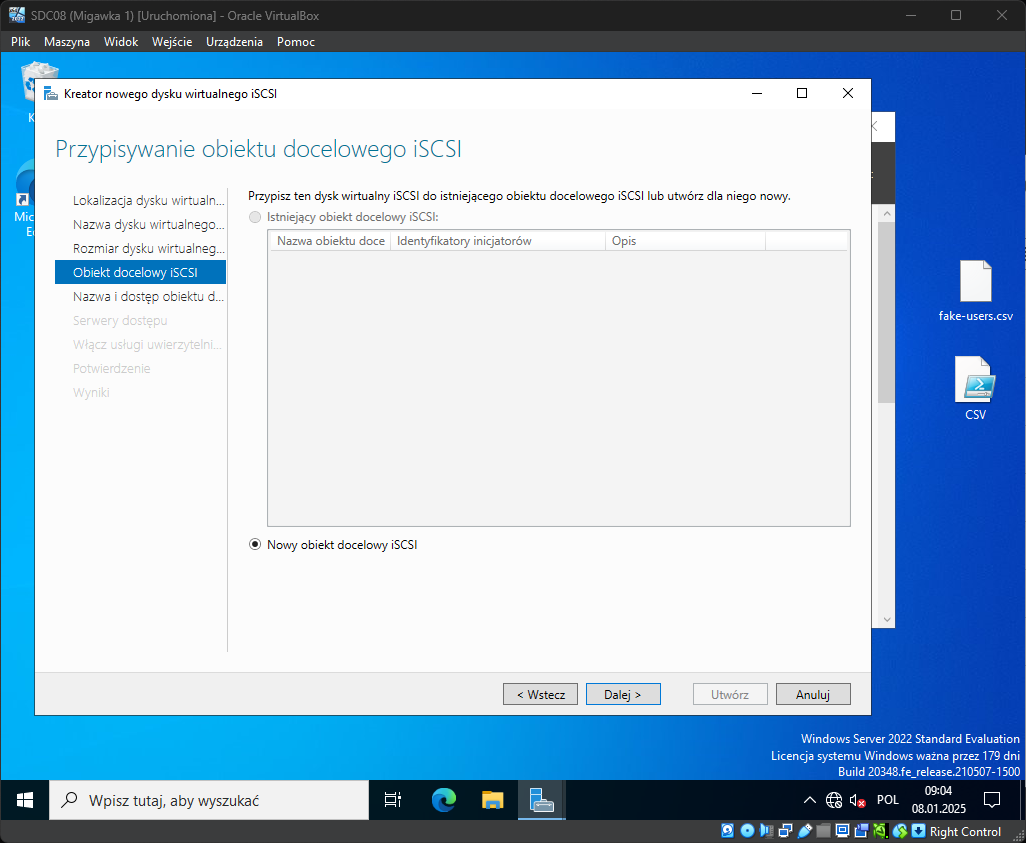 SDC08 (Migawka 1) [Uruchomiona] - Oracle VirtualBox
Plik Maszyna Widok Wejście Urządzenia Pomoc
Kreator nowego dysku wirtualnego iSCSI
Przypisywanie obiektu docelowego iSCSI
Lokalizacja dysku wirtualn...
Nazwa dysku wirtualnego...
Rozmiar dysku wirtualneg...
Obiekt docelowy iSCSI
Nazwa i dostęp obiektu d...
Serwery dostępu
Włącz usługi uwierzytelni...
Potwierdzenie
Wyniki
Przypisz ten dysk wirtualny iSCSI do istniejącego obiektu docelowego iSCSI lub utwórz dla niego nowy.
Istniejący obiekt docelowy iSCSI:
Nazwa obiektu doce Identyfikatory inicjatorów Opis
Nowy obiekt docelowy iSCSI
< Wstecz Dalej > Utwórz Anuluj
K
Mic
Ed
fake-users.csv
CSV
Windows Server 2022 Standard Evaluation
Licencja systemu Windows ważna przez 179 dni
Build 20348.fe_release.210507-1500
Wpisz tutaj, aby wyszukać
POL
09:04
08.01.2025
Right Control